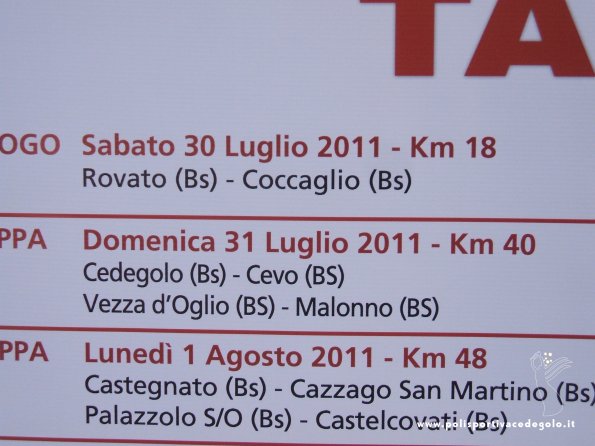 TA
OGO Sabato 30 Luglio 2011 - Km 18
Rovato (Bs) - Coccaglio (Bs)
PPA Domenica 31 Luglio 2011 - Km 40
Cedegolo (Bs) - Cevo (BS)
Vezza d'Oglio (BS) - Malonno (BS)
PPA Lunedì 1 Agosto 2011 - Km 48
Castegnato (Bs) - Cazzago San Martino (Bs)
Palazzolo S/O (Bs) - Castelcovati (Bs)
www.polisportivacedegolo.it